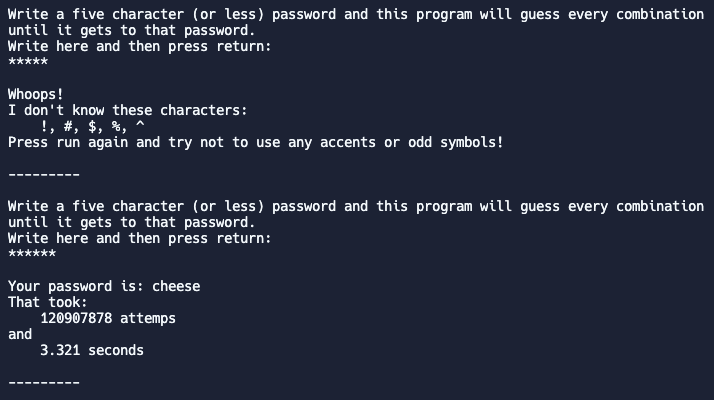 Write a five character (or less) password and this program will guess every combination
until it gets to that password.
Write here and then press return:
*****
Whoops!
I don't know these characters:
!, #, $, %, ^
Press run again and try not to use any accents or odd symbols!
---------
Write a five character (or less) password and this program will guess every combination
until it gets to that password.
Write here and then press return:
******
Your password is: cheese
That took:
120907878 attemps
and
3.321 seconds
---------